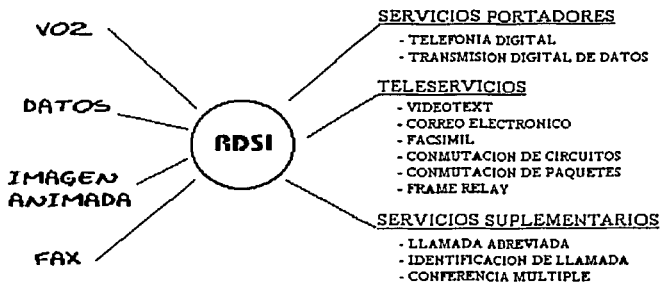 VOZ
DATOS
IMAGEN
ANIMADA
FAX
RDSI
SERVICIOS PORTADORES
- TELEFONIA DIGITAL
- TRANSMISION DIGITAL DE DATOS
TELESERVICIOS
- VIDEOTEXT
- CORREO ELECTRONICO
- FACSIMIL
- CONMUTACION DE CIRCUITOS
- CONMUTACION DE PAQUETES
- FRAME RELAY
SERVICIOS SUPLEMENTARIOS
- LLAMADA ABREVIADA
- IDENTIFICACION DE LLAMADA
- CONFERENCIA MULTIPLE